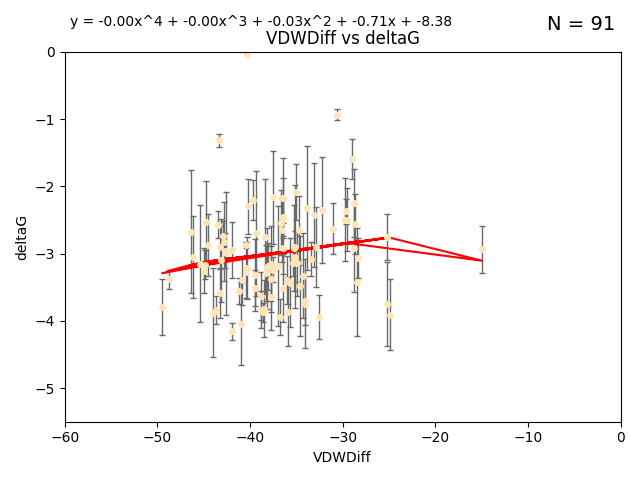 y = -0.00x^4 + -0.00x^3 + -0.03x^2 + -0.71x + -8.38
N = 91
VDWDiff vs deltaG
0
−1
−2
−3
−4
−5
deltaG
−60 −50 −40 −30 −20 −10 0
VDWDiff